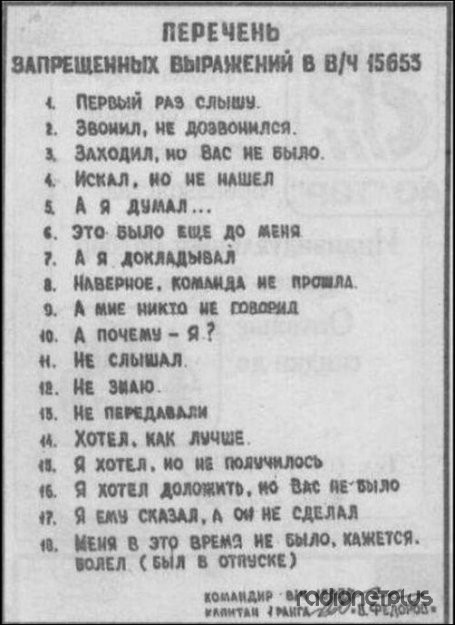 ПЕРЕЧЕНЬ
ЗАПРЕЩЕННЫХ ВЫРАЖЕНИЙ В В/Ч 15653
1. ПЕРВЫЙ РАЗ СЛЫШУ.
2. ЗВОНИЛ, НЕ ДОЗВОНИЛСЯ.
3. ЗАХОДИЛ, НО ВАС НЕ БЫЛО.
4. ИСКАЛ, НО НЕ НАШЕЛ
5. А Я ДУМАЛ...
6. ЭТО БЫЛО ЕЩЕ ДО МЕНЯ
7. А Я ДОКЛАДЫВАЛ
8. НАВЕРНОЕ, КОМАНДА НЕ ПРОШЛА.
9. А МНЕ НИКТО НЕ ГОВОРИЛ
10. А ПОЧЕМУ - Я?
11. НЕ СЛЫШАЛ.
12. НЕ ЗНАЮ.
13. НЕ ПЕРЕДАВАЛИ
14. ХОТЕЛ, КАК ЛУЧШЕ.
15. Я ХОТЕЛ, НО НЕ ПОЛУЧИЛОСЬ
16. Я ХОТЕЛ ДОЛОЖИТЬ, НО ВАС НЕ БЫЛО
17. Я ЕМУ СКАЗАЛ, А ОН НЕ СДЕЛАЛ
18. МЕНЯ В ЭТО ВРЕМЯ НЕ БЫЛО, КАЖЕТСЯ.
БОЛЕЛ (БЫЛ В ОТПУСКЕ)
КОМАНДИР
КАПИТАН 1 РАНГА В. ФЕДОРОВ
radionetplus